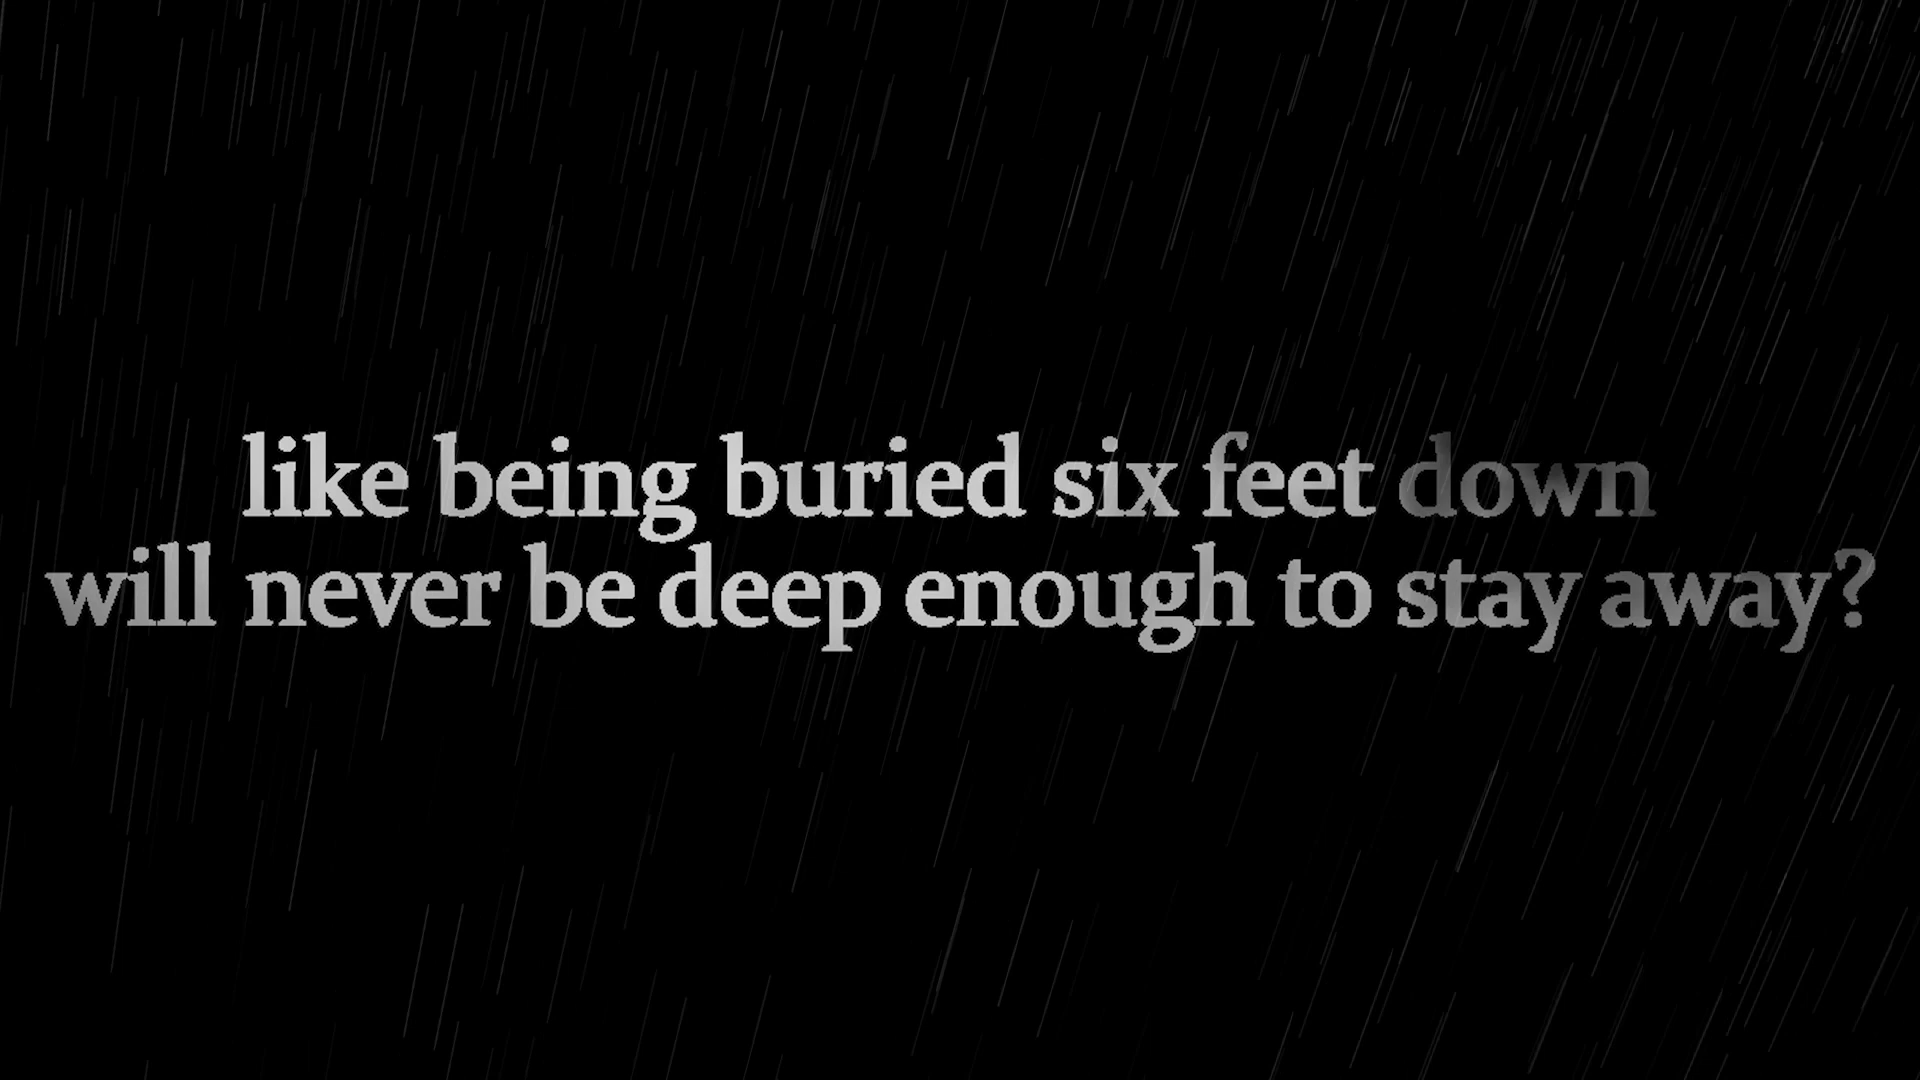 like being buried six feet down
will never be deep enough to stay away?